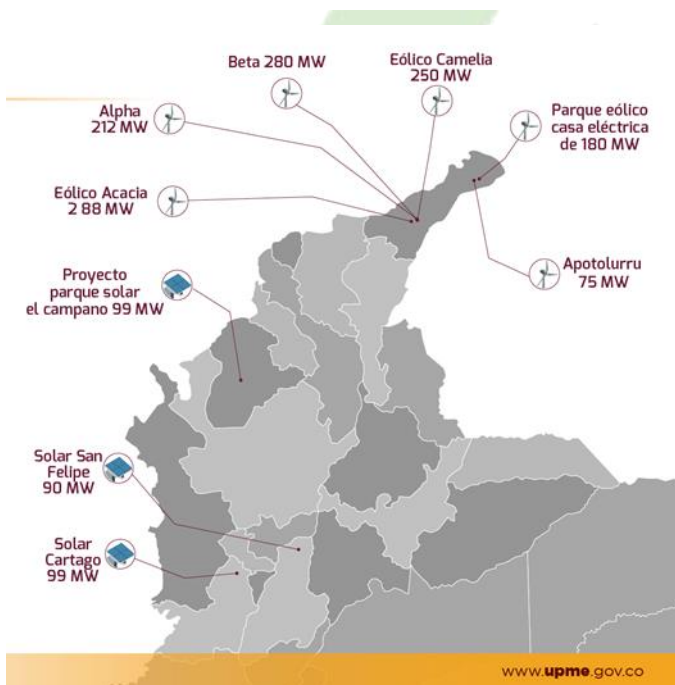 Beta 280 MW
Eólico Camelia
250 MW
Alpha
212 MW
Parque eólico
casa eléctrica
de 180 MW
Eólico Acacia
2 88 MW
Apotolurru
75 MW
Proyecto
parque solar
el campano 99 MW
Solar San
Felipe
90 MW
Solar
Cartago
99 MW
www.upme.gov.co